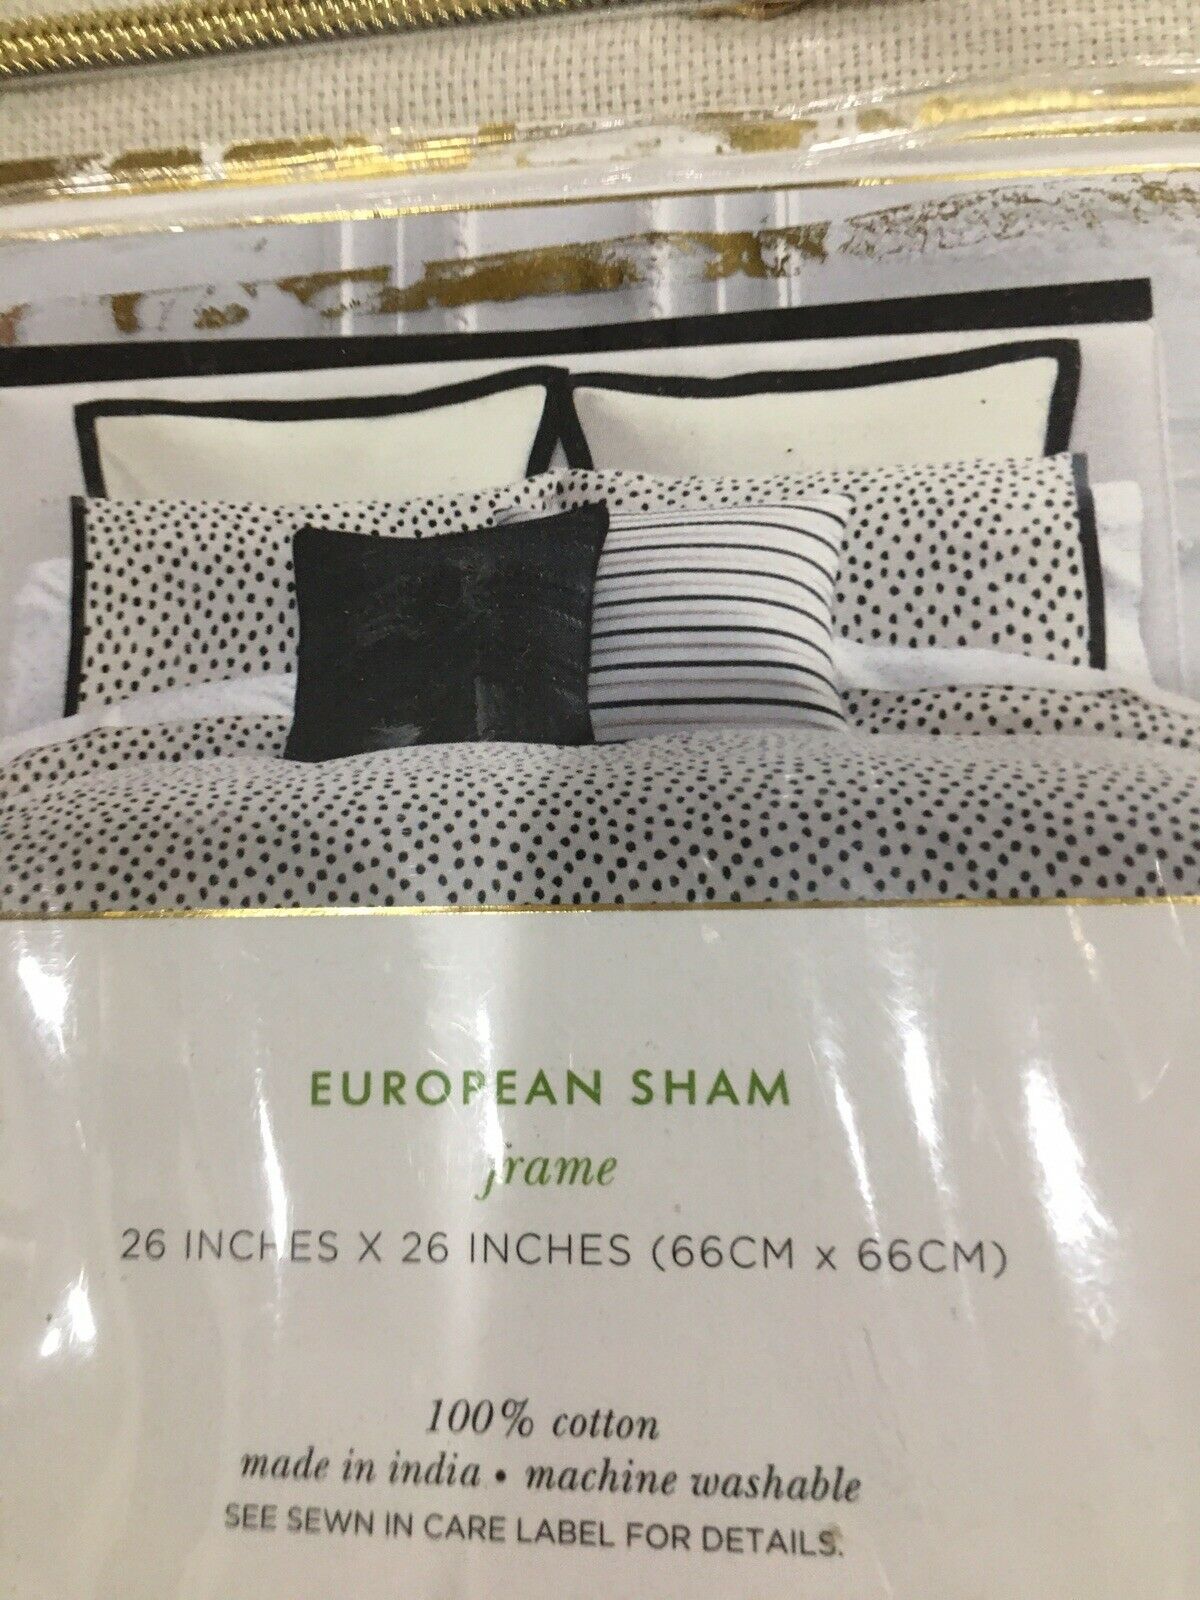 EUROPEAN SHAM
frame
26 INCHES X 26 INCHES (66CM x 66CM)
100% cotton
made in india • machine washable
SEE SEWN IN CARE LABEL FOR DETAILS.